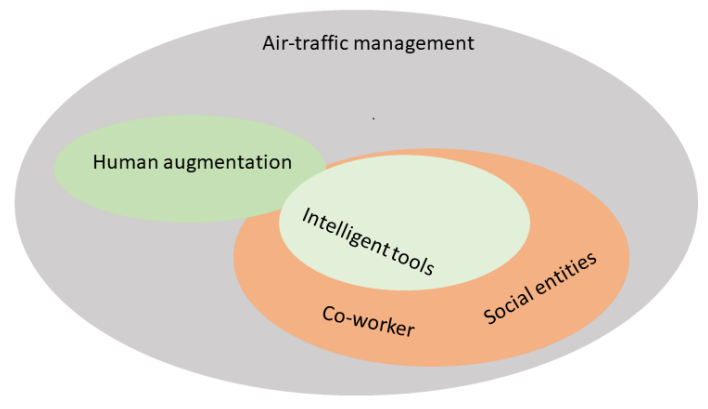 Air-traffic management
Human augmentation
Intelligent tools
Social entities
Co-worker